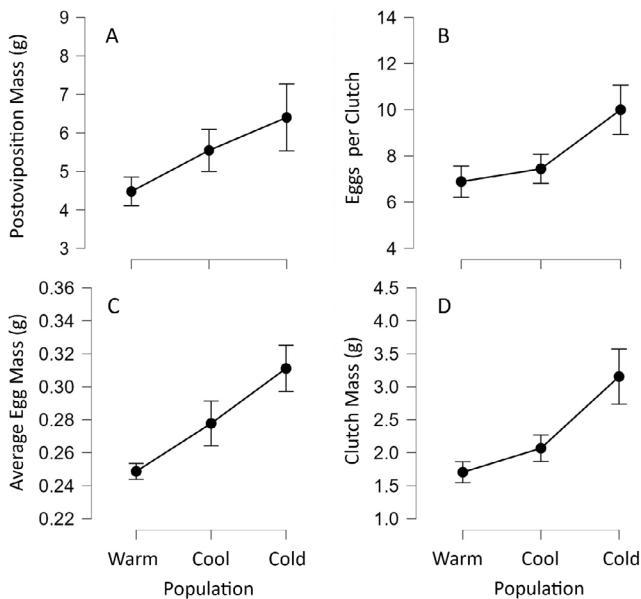 A
Postoviposition Mass (g)
9
8
7
6
5
4
3
B
Eggs per Clutch
14
12
10
8
6
4
C
Average Egg Mass (g)
0.36
0.34
0.32
0.30
0.28
0.26
0.24
0.22
Warm Cool Cold
Population
D
Clutch Mass (g)
4.5
4.0
3.5
3.0
2.5
2.0
1.5
1.0
Warm Cool Cold
Population